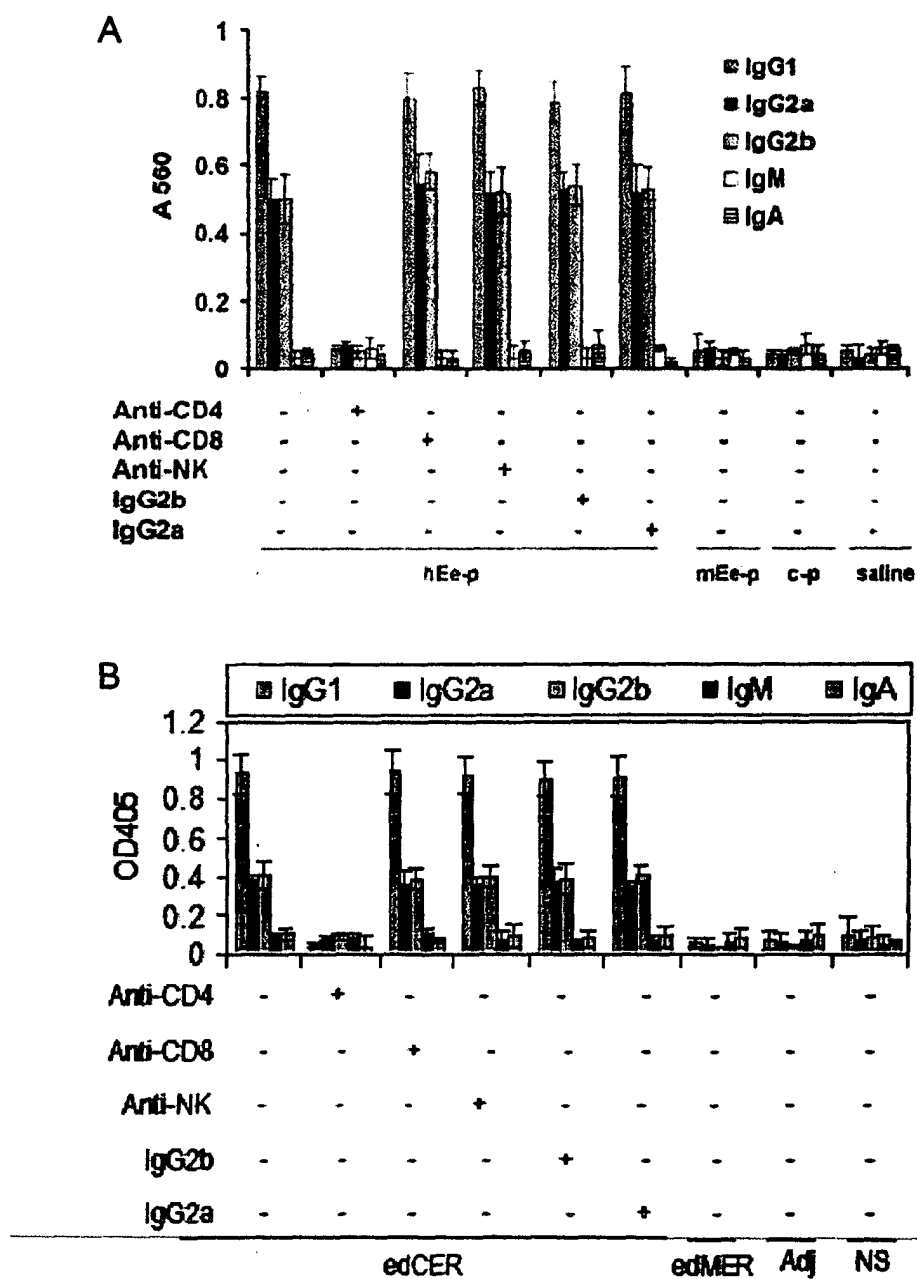 A
1
0.8
0.6
0.4
0.2
0
A 560
IgG1
IgG2a
IgG2b
IgM
IgA
Anti-CD4 - + - - - - - - -
Anti-CD8 - - + - - - - - -
Anti-NK - - - + - - - - -
IgG2b - - - - + - - - -
IgG2a - - - - - + - - -
hEe-p mEe-p c-p saline
B
IgG1 IgG2a IgG2b IgM IgA
1.2
1
0.8
0.6
0.4
0.2
0
OD405
Anti-CD4 - + - - - - - - -
Anti-CD8 - - + - - - - - -
Anti-NK - - - + - - - - -
IgG2b - - - - + - - - -
IgG2a - - - - - + - - -
edCER edMER Adj NS